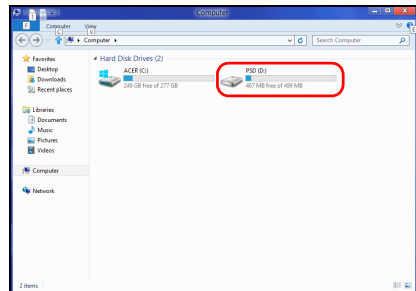 Computer
F Computer View
C V E
Computer
Search Computer
Favorites
Desktop
Downloads
Recent places
Libraries
Documents
Music
Pictures
Videos
Computer
Network
Hard Disk Drives (2)
ACER (C:)
249 GB free of 277 GB
PSD (D:)
467 MB free of 499 MB
2 items